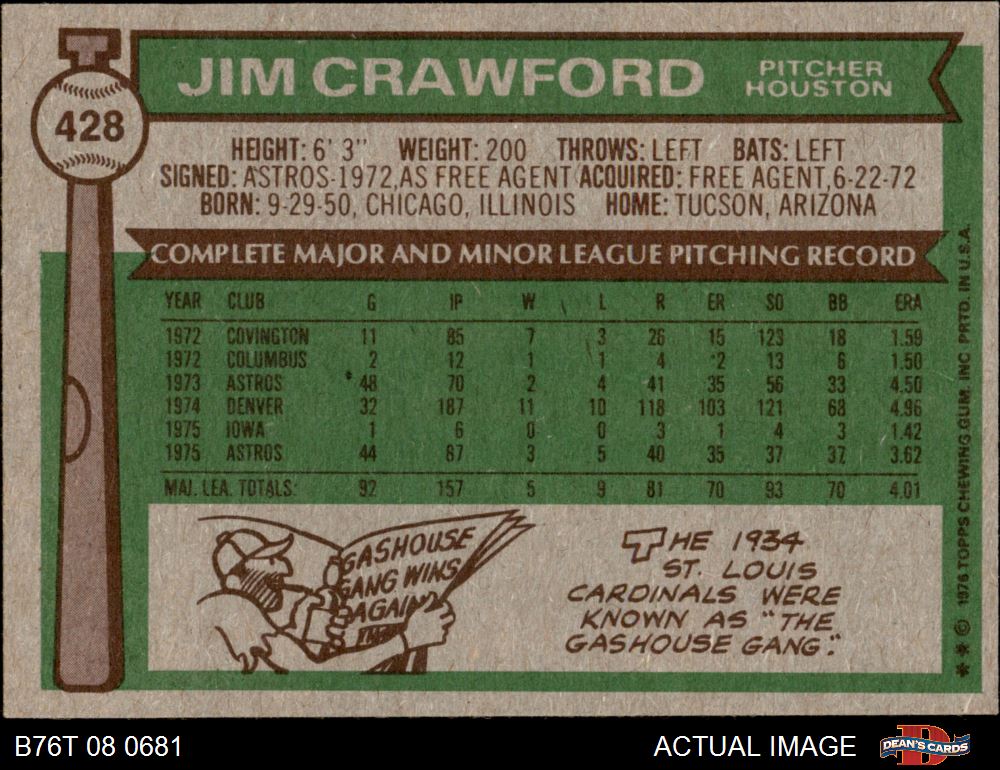 428
JIM CRAWFORD PITCHER HOUSTON
HEIGHT: 6' 3" WEIGHT: 200 THROWS: LEFT BATS: LEFT
SIGNED: ASTROS-1972, AS FREE AGENT ACQUIRED: FREE AGENT, 6-22-72
BORN: 9-29-50, CHICAGO, ILLINOIS HOME: TUCSON, ARIZONA
COMPLETE MAJOR AND MINOR LEAGUE PITCHING RECORD
YEAR CLUB G IP W L R ER SO BB ERA
1972 COVINGTON 11 85 7 3 26 15 123 18 1.59
1972 COLUMBUS 2 12 1 1 4 2 13 6 1.50
1973 ASTROS 48 70 2 4 41 35 56 33 4.50
1974 DENVER 32 187 11 10 118 103 121 68 4.96
1975 IOWA 1 6 0 0 3 1 4 3 1.42
1975 ASTROS 44 87 3 5 40 35 37 37 3.62
MAJ. LEA. TOTALS: 92 157 5 9 81 70 93 70 4.01
GASHOUSE
GANG WINS
AGAIN
THE 1934
ST. LOUIS
CARDINALS WERE
KNOWN AS "THE
GASHOUSE GANG."
** © 1976 TOPPS CHEWING GUM, INC. PRTD. IN U.S.A.
B76T 08 0681 ACTUAL IMAGE DEAN'S CARDS